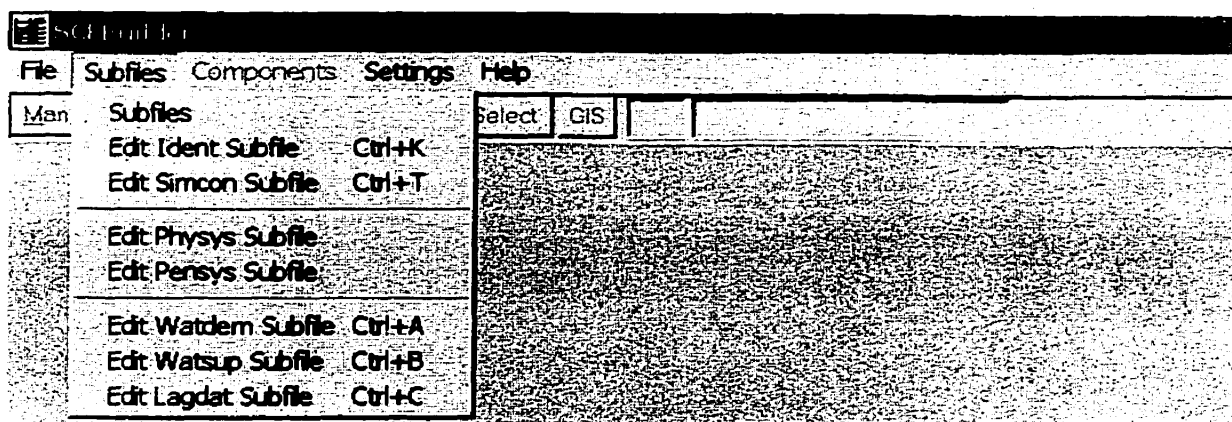 File Subfiles Components Settings Help
Man Select GIS
Subfiles
Edit Ident Subfile Ctrl+K
Edit Simcon Subfile Ctrl+T
Edit Physys Subfile
Edit Pensys Subfile
Edit Watdem Subfile Ctrl+A
Edit Watsup Subfile Ctrl+B
Edit Lagdat Subfile Ctrl+C